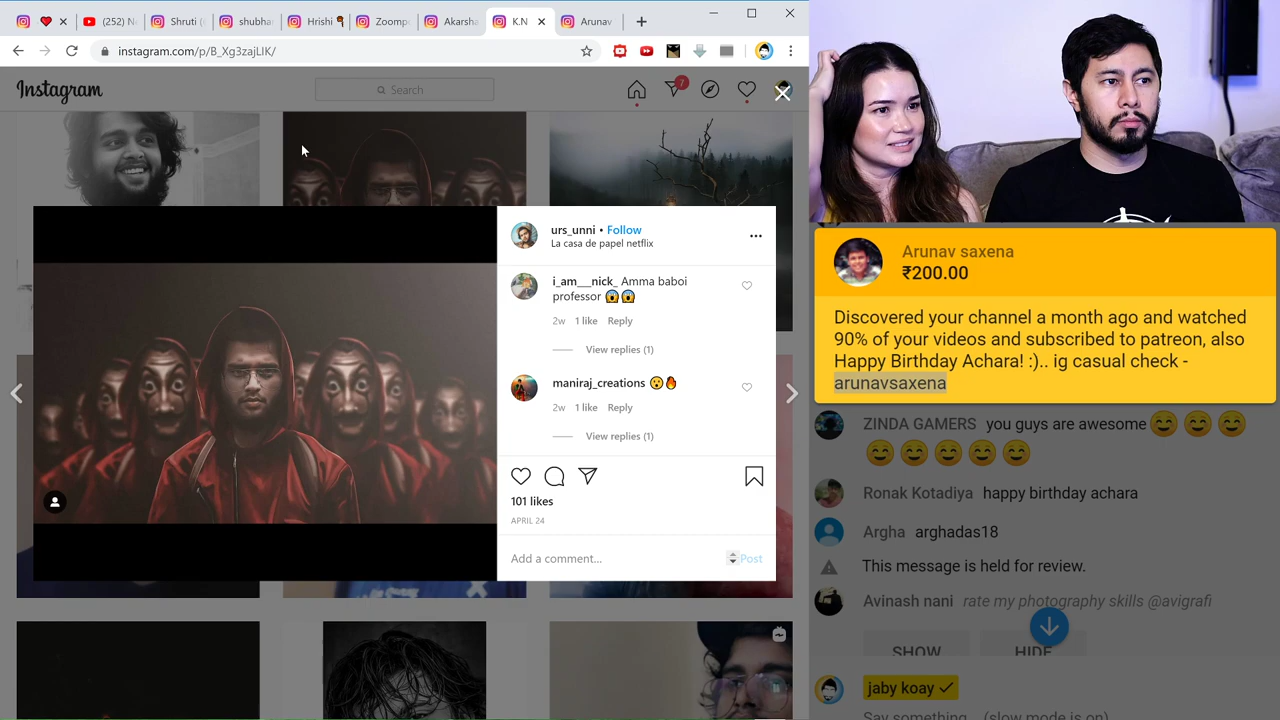 (252) N
Shruti (
shubha
Hrishi
Zoomp
Akarsha
K.N
Arunav
instagram.com/p/B_Xg3zajLIK/
Instagram
Search
7
urs_unni • Follow
La casa de papel netflix
i_am___nick_ Amma baboi
professor 😱😱
2w 1 like Reply
View replies (1)
maniraj_creations 😮🔥
2w 1 like Reply
View replies (1)
101 likes
APRIL 24
Add a comment...
Post
Arunav saxena
₹200.00
Discovered your channel a month ago and watched
90% of your videos and subscribed to patreon, also
Happy Birthday Achara! :).. ig casual check -
arunavsaxena
ZINDA GAMERS you guys are awesome 😊😊😊
😊😊😊😊😊
Ronak Kotadiya happy birthday achara
Argha arghadas18
This message is held for review.
Avinash nani rate my photography skills @avigrafi
SHOW HIDE
jaby koay
Say something... (slow mode is on)